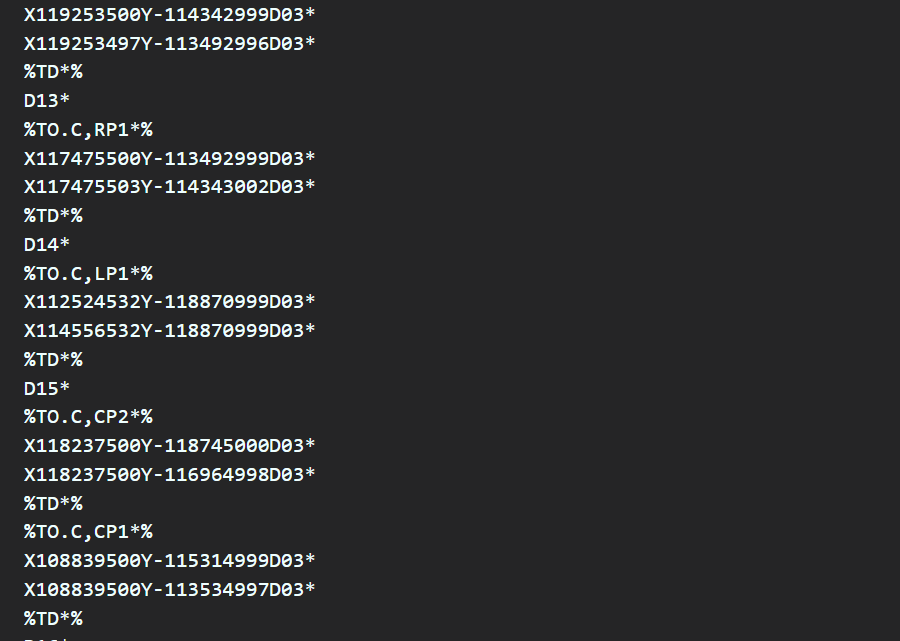 X119253500Y-114342999D03*
X119253497Y-113492996D03*
%TD*%
D13*
%TO.C,RP1*%
X117475500Y-113492999D03*
X117475503Y-114343002D03*
%TD*%
D14*
%TO.C,LP1*%
X112524532Y-118870999D03*
X114556532Y-118870999D03*
%TD*%
D15*
%TO.C,CP2*%
X118237500Y-118745000D03*
X118237500Y-116964998D03*
%TD*%
%TO.C,CP1*%
X108839500Y-115314999D03*
X108839500Y-113534997D03*
%TD*%